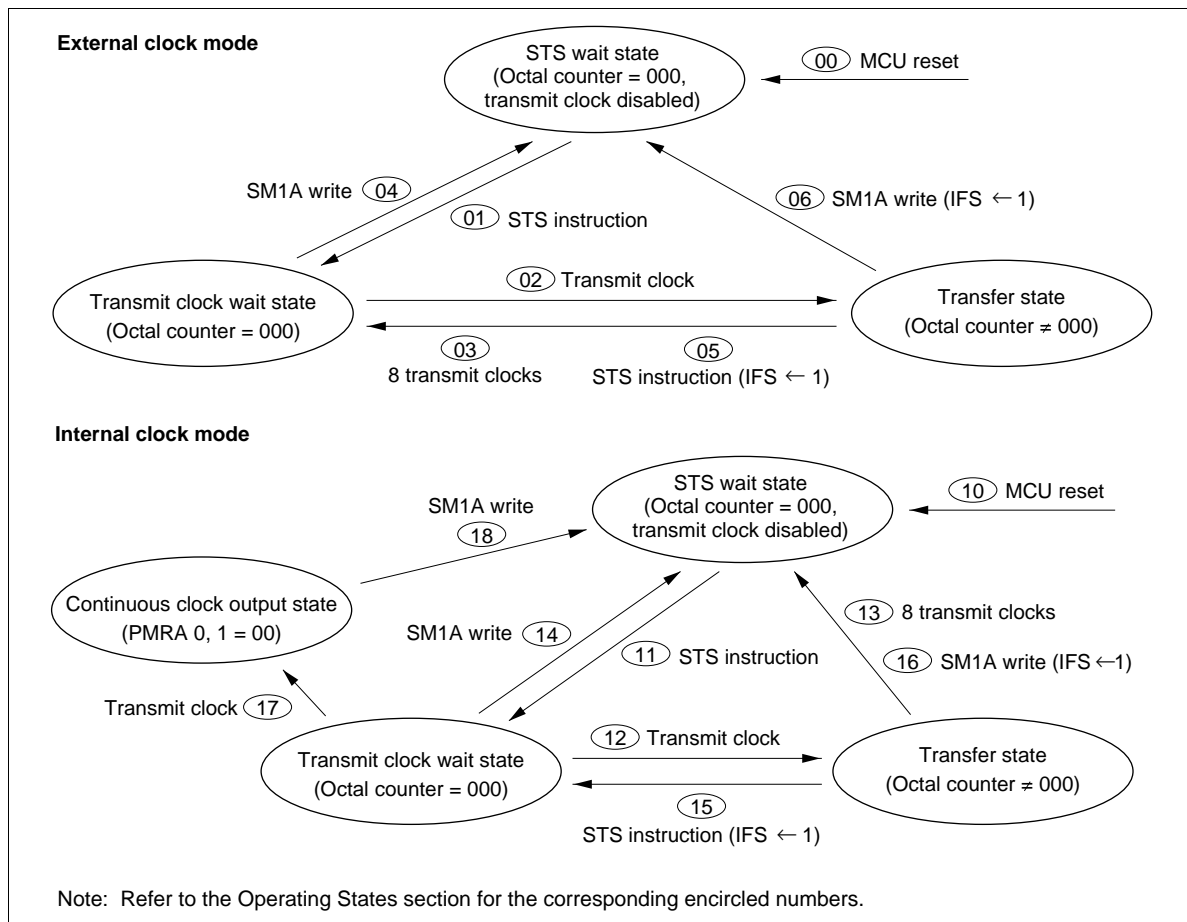 External clock mode
STS wait state
(Octal counter = 000,
transmit clock disabled)
00 MCU reset
SM1A write 04
01 STS instruction
06 SM1A write (IFS ← 1)
02 Transmit clock
Transmit clock wait state
(Octal counter = 000)
Transfer state
(Octal counter ≠ 000)
03
8 transmit clocks
05
STS instruction (IFS ← 1)
Internal clock mode
STS wait state
(Octal counter = 000,
transmit clock disabled)
10 MCU reset
SM1A write
18
Continuous clock output state
(PMRA 0, 1 = 00)
SM1A write 14
11 STS instruction
13 8 transmit clocks
16 SM1A write (IFS ←1)
Transmit clock 17
12 Transmit clock
Transmit clock wait state
(Octal counter = 000)
Transfer state
(Octal counter ≠ 000)
15
STS instruction (IFS ← 1)
Note: Refer to the Operating States section for the corresponding encircled numbers.